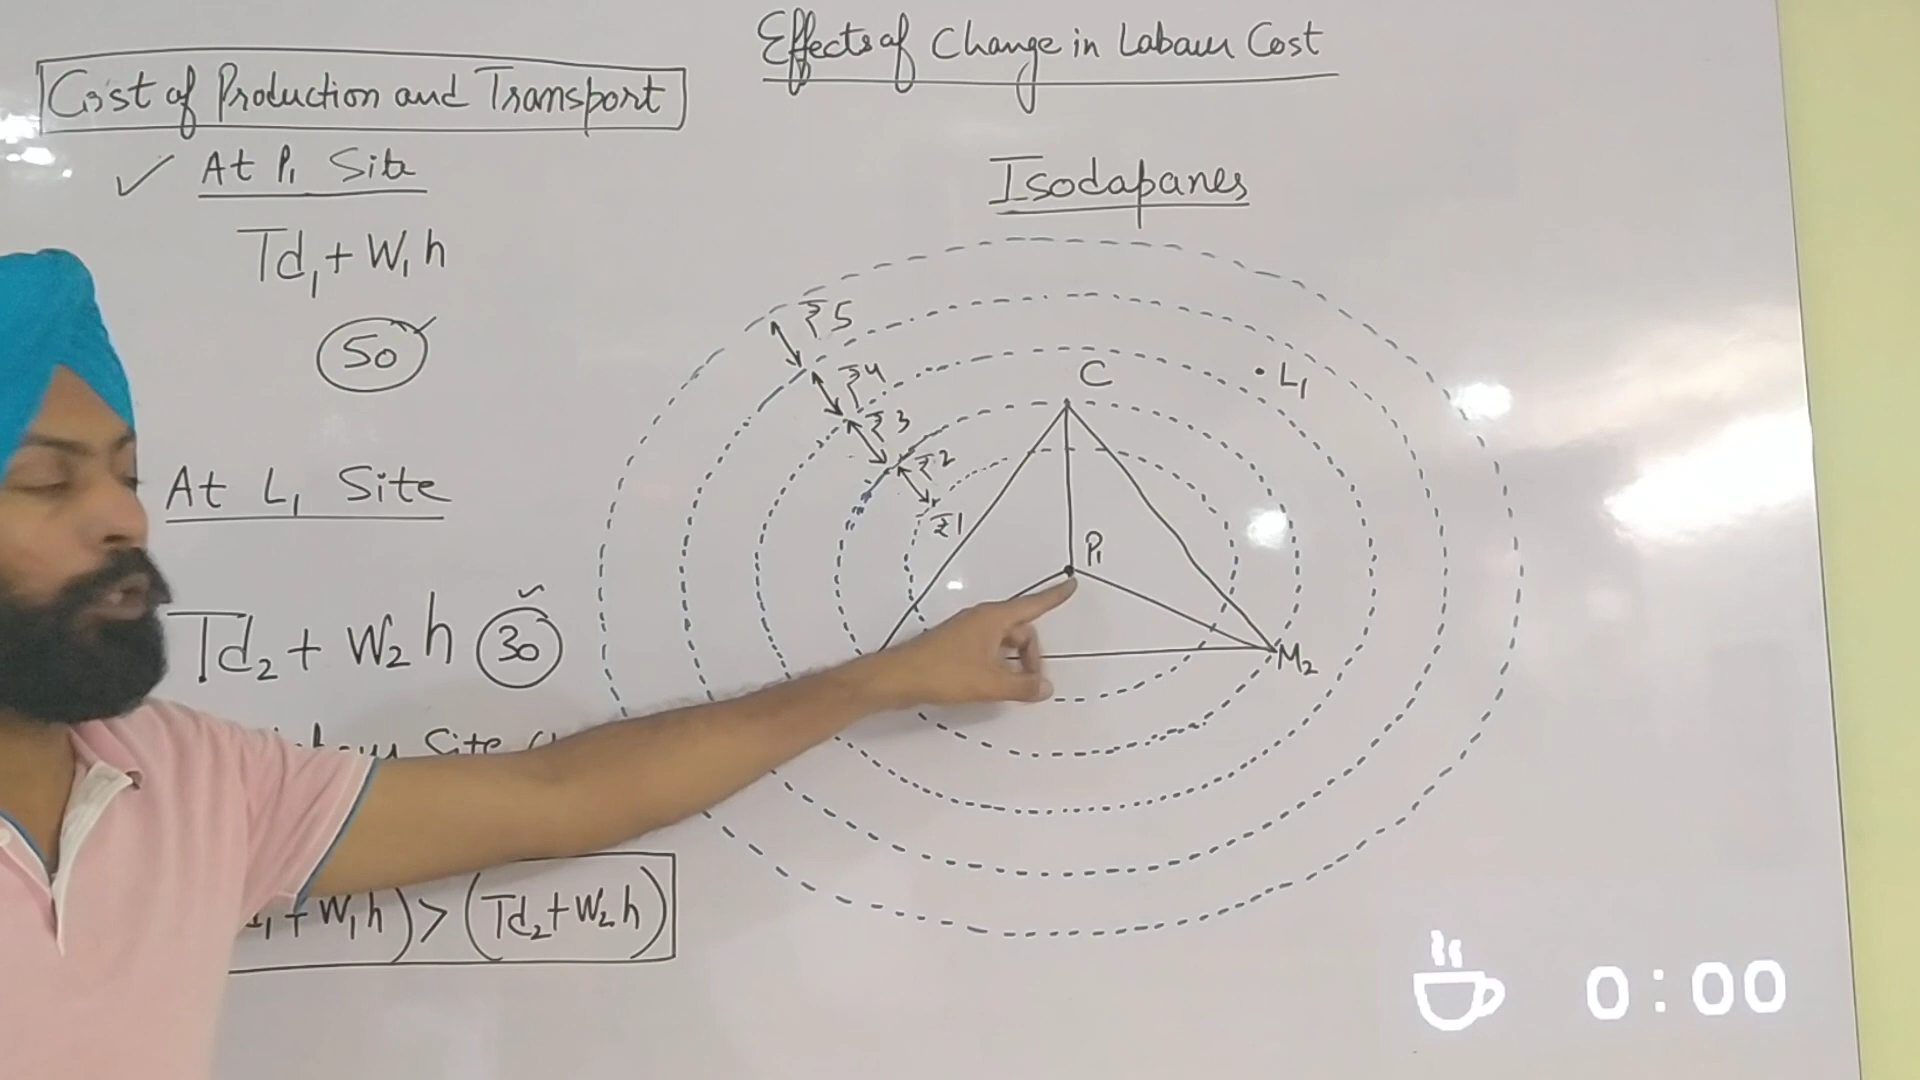 Effects of Change in Labour Cost
Cost of Production and Transport
At P₁ Site
Td₁ + W₁h
50
At L₁ Site
Td₂ + W₂h 30
Site
+ W₁h) > (Td₂ + W₂h)
Isodapanes
₹5
₹4
₹3
₹2
₹1
C
L₁
P₁
M₂
0:00